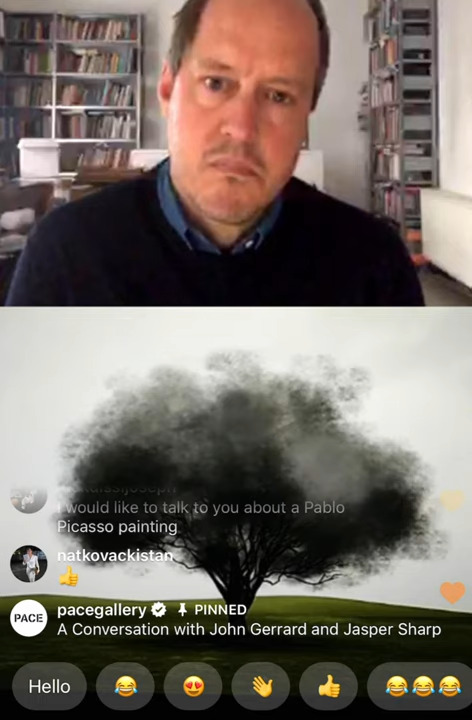 I would like to talk to you about a Pablo
Picasso painting
natkovackistan
👍
PACE
pacegallery PINNED
A Conversation with John Gerrard and Jasper Sharp
Hello 😂 😍 👋 👍 😂😂😂